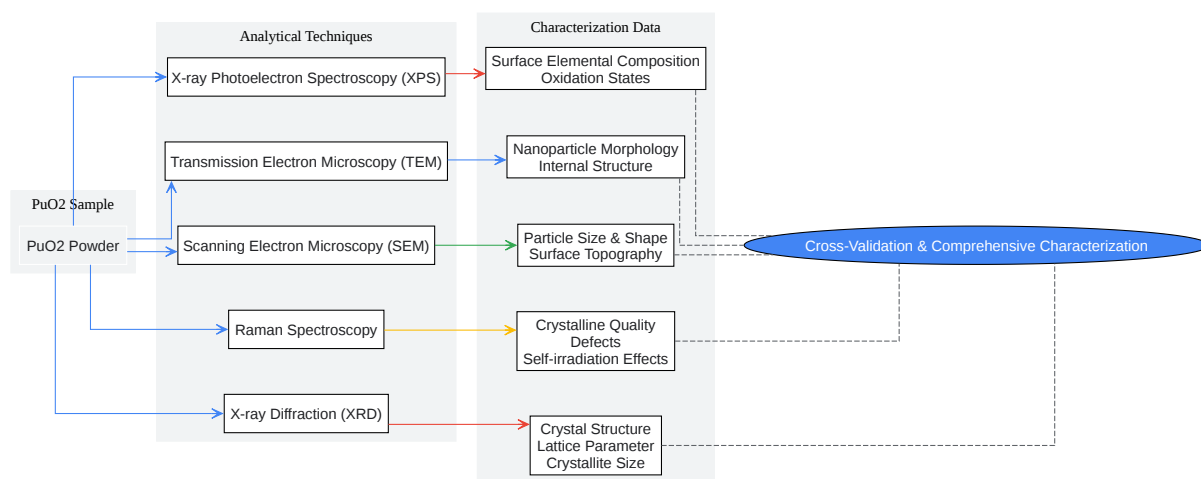 Analytical Techniques
Characterization Data
X-ray Photoelectron Spectroscopy (XPS)
Surface Elemental Composition
Oxidation States
Transmission Electron Microscopy (TEM)
Nanoparticle Morphology
Internal Structure
PuO2 Sample
PuO2 Powder
Scanning Electron Microscopy (SEM)
Particle Size & Shape
Surface Topography
Cross-Validation & Comprehensive Characterization
Raman Spectroscopy
Crystalline Quality
Defects
Self-irradiation Effects
X-ray Diffraction (XRD)
Crystal Structure
Lattice Parameter
Crystallite Size